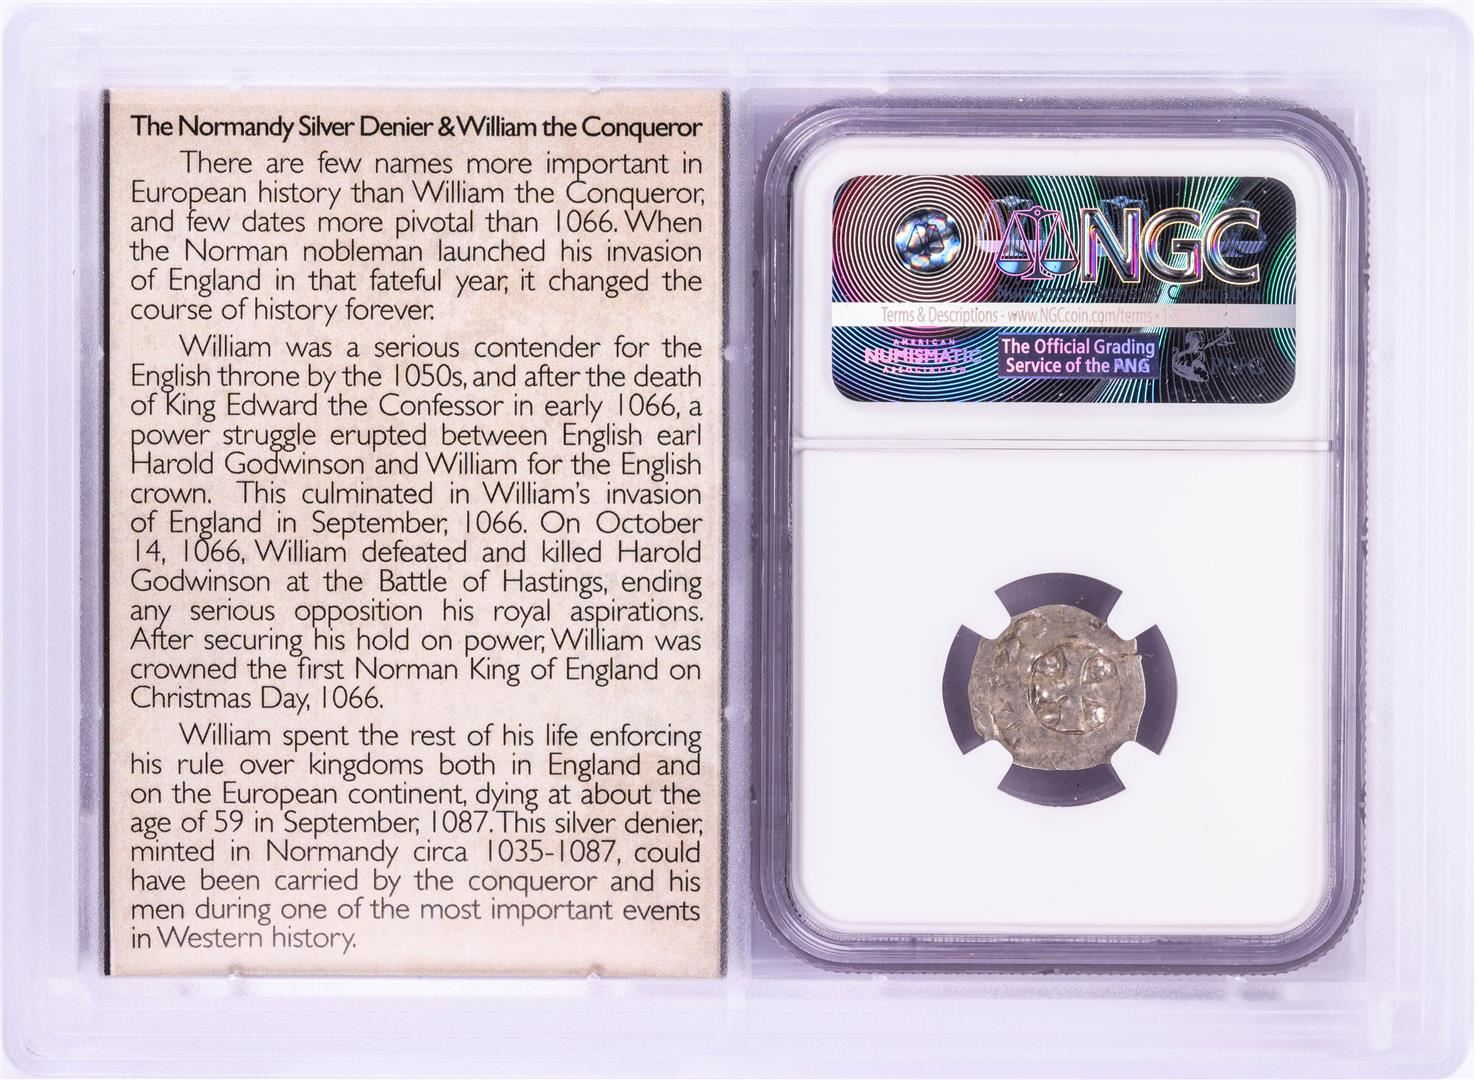 The Normandy Silver Denier & William the Conqueror
There are few names more important in
European history than William the Conqueror,
and few dates more pivotal than 1066. When
the Norman nobleman launched his invasion
of England in that fateful year, it changed the
course of history forever.
William was a serious contender for the
English throne by the 1050s, and after the death
of King Edward the Confessor in early 1066, a
power struggle erupted between English earl
Harold Godwinson and William for the English
crown. This culminated in William's invasion
of England in September, 1066. On October
14, 1066, William defeated and killed Harold
Godwinson at the Battle of Hastings, ending
any serious opposition his royal aspirations.
After securing his hold on power, William was
crowned the first Norman King of England on
Christmas Day, 1066.
William spent the rest of his life enforcing
his rule over kingdoms both in England and
on the European continent, dying at about the
age of 59 in September, 1087. This silver denier,
minted in Normandy circa 1035-1087, could
have been carried by the conqueror and his
men during one of the most important events
in Western history.
NGC
Terms & Descriptions - www.NGCcoin.com/terms
AMERICAN
NUMISMATIC
ASSOCIATION
The Official Grading
Service of the PNG
PNG